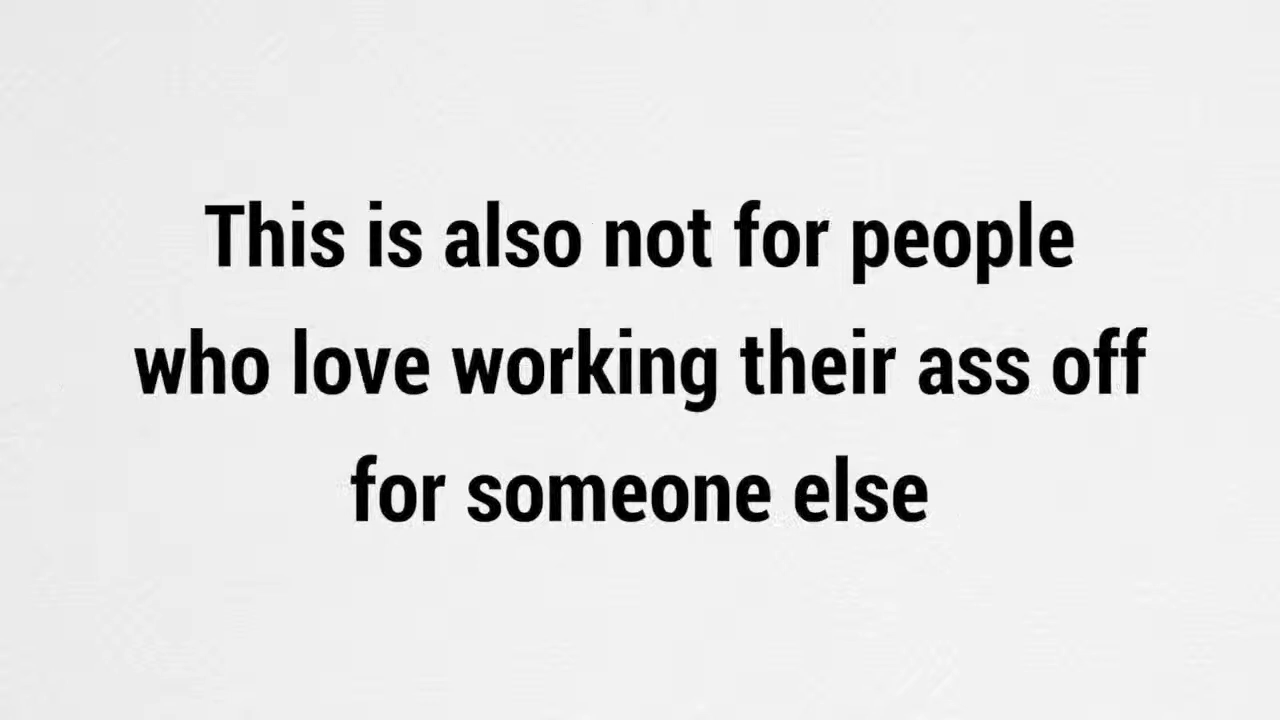 This is also not for people
who love working their ass off
for someone else